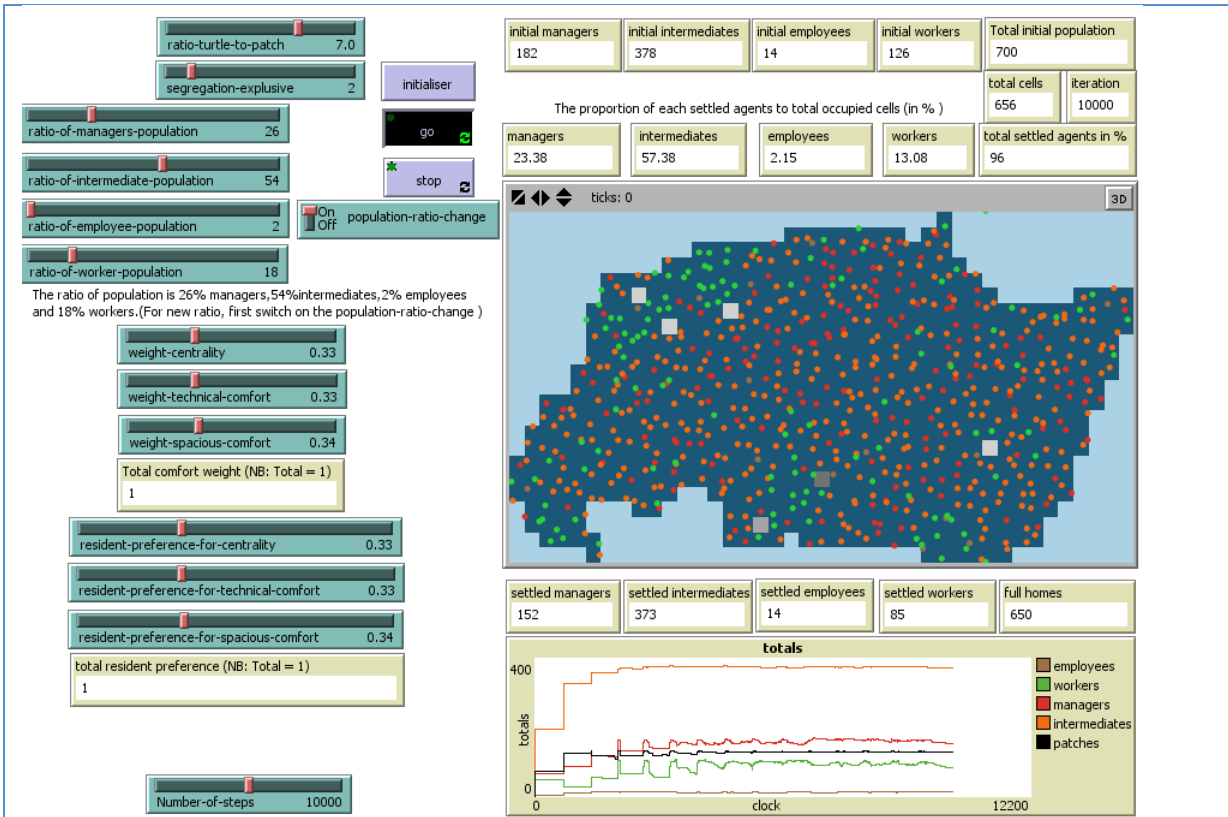 ratio-turtle-to-patch 7.0
segregation-explusive 2
initialiser
ratio-of-managers-population 26
go
ratio-of-intermediate-population 54
stop
ratio-of-employee-population 2
On
Off
population-ratio-change
ratio-of-worker-population 18
The ratio of population is 26% managers,54%intermediates,2% employees
and 18% workers.(For new ratio, first switch on the population-ratio-change )
weight-centrality 0.33
weight-technical-comfort 0.33
weight-spacious-comfort 0.34
Total comfort weight (NB: Total = 1)
1
resident-preference-for-centrality 0.33
resident-preference-for-technical-comfort 0.33
resident-preference-for-spacious-comfort 0.34
total resident preference (NB: Total = 1)
1
Number-of-steps 10000
initial managers
182
initial intermediates
378
initial employees
14
initial workers
126
Total initial population
700
total cells
656
iteration
10000
The proportion of each settled agents to total occupied cells (in % )
managers
23.38
intermediates
57.38
employees
2.15
workers
13.08
total settled agents in %
96
ticks: 0
3D
settled managers
152
settled intermediates
373
settled employees
14
settled workers
85
full homes
650
totals
400
totals
0
0
clock
12200
employees
workers
managers
intermediates
patches